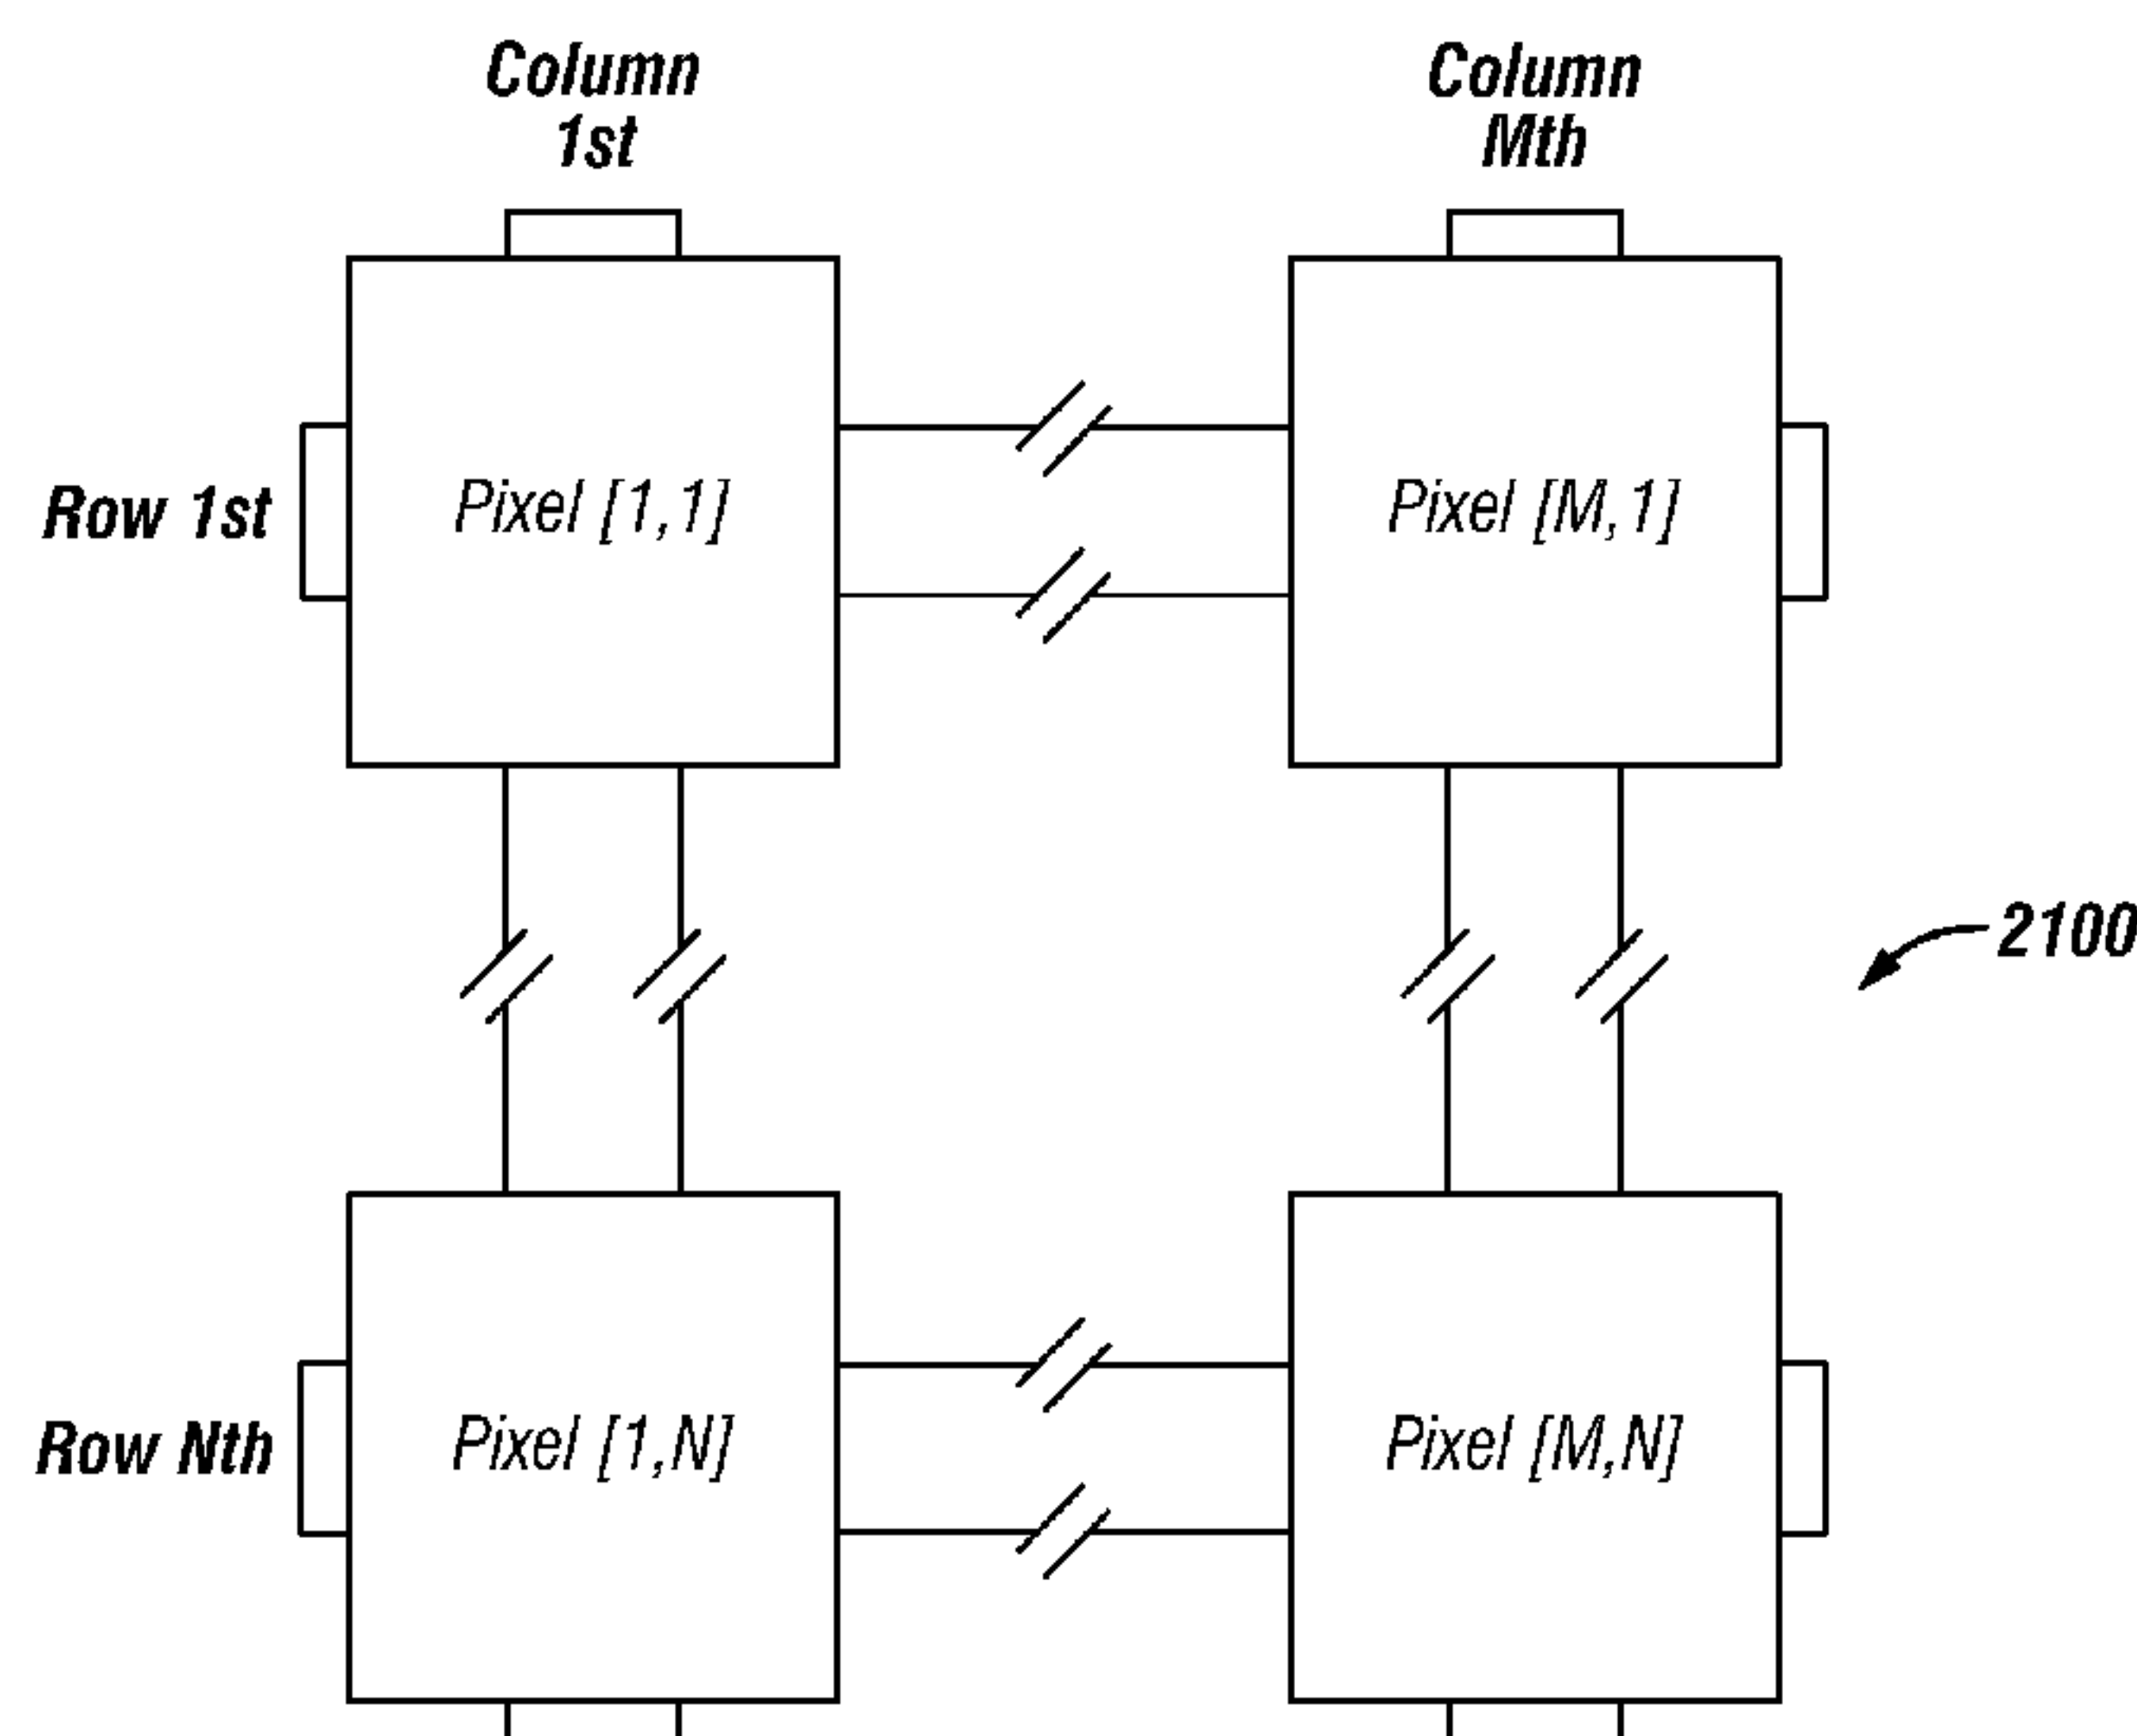 Column
1st
Column
Mth
Row 1st
Pixel [1,1]
Pixel [M,1]
2100
Row Nth
Pixel [1,N]
Pixel [M,N]